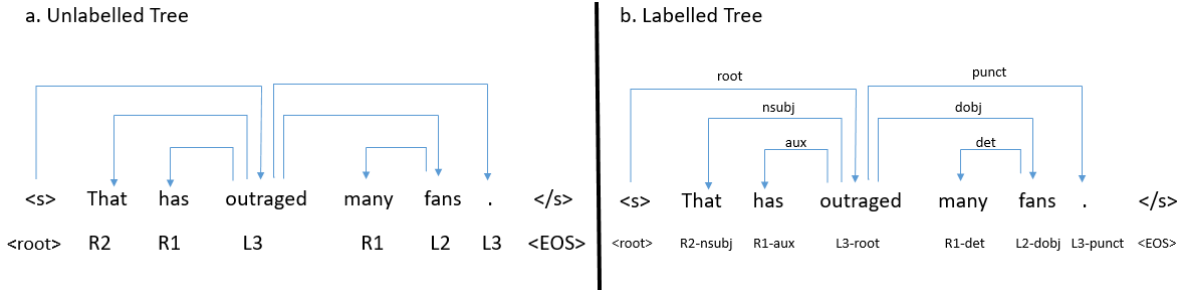 a. Unlabelled Tree
<s> That has outraged many fans . </s>
<root> R2 R1 L3 R1 L2 L3 <EOS>
b. Labelled Tree
root punct
nsubj dobj
aux det
<s> That has outraged many fans . </s>
<root> R2-nsubj R1-aux L3-root R1-det L2-dobj L3-punct <EOS>